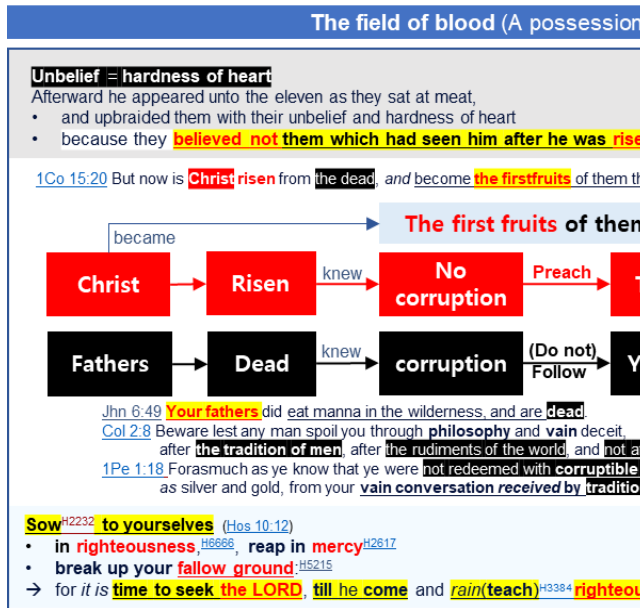 The field of blood (A possession
Unbelief = hardness of heart
Afterward he appeared unto the eleven as they sat at meat,
• and upbraided them with their unbelief and hardness of heart
• because they believed not them which had seen him after he was rise
1Co 15:20 But now is Christ risen from the dead, and become the firstfruits of them th
became
The first fruits of them
Christ
Risen
knew
No corruption
Preach
T
Fathers
Dead
knew
corruption
(Do not)
Follow
Y
Jhn 6:49 Your fathers did eat manna in the wilderness, and are dead.
Col 2:8 Beware lest any man spoil you through philosophy and vain deceit,
after the tradition of men, after the rudiments of the world, and not a
1Pe 1:18 Forasmuch as ye know that ye were not redeemed with corruptible
as silver and gold, from your vain conversation received by traditio
Sow H2232 to yourselves (Hos 10:12)
• in righteousness, H6666, reap in mercy H2617
• break up your fallow ground: H5215
→ for it is time to seek the LORD, till he come and rain(teach) H3384 righteou